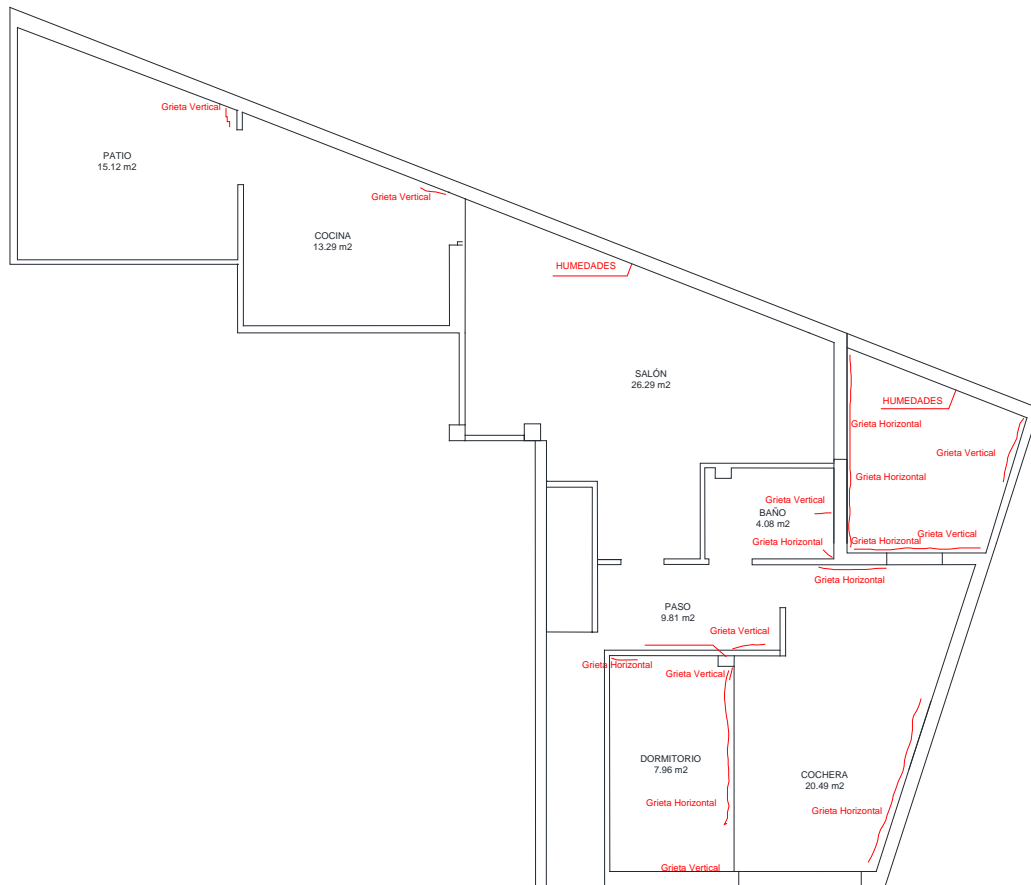 Grieta Vertical
PATIO
15.12 m2
Grieta Vertical
COCINA
13.29 m2
HUMEDADES
SALÓN
26.29 m2
HUMEDADES
Grieta Horizontal
Grieta Vertical
Grieta Horizontal
Grieta Vertical
BAÑO
4.08 m2
Grieta Vertical
Grieta Horizontal
Grieta Horizontal
Grieta Horizontal
PASO
9.81 m2
Grieta Vertical
Grieta Horizontal
Grieta Vertical
DORMITORIO
7.96 m2
COCHERA
20.49 m2
Grieta Horizontal
Grieta Horizontal
Grieta Vertical